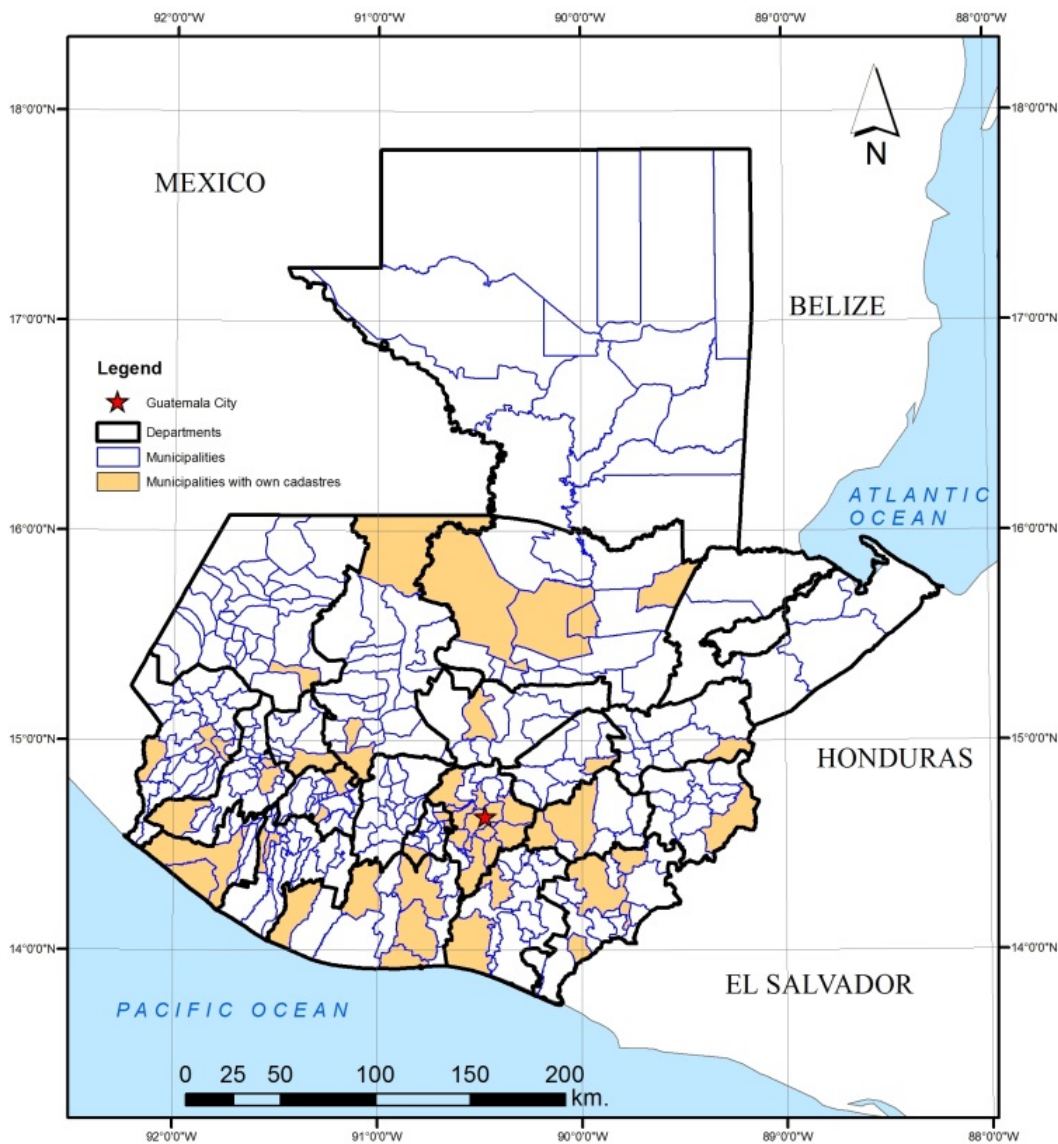 92°0'0"W 91°0'0"W 90°0'0"W 89°0'0"W 88°0'0"W
18°0'0"N 18°0'0"N
N
MEXICO
BELIZE
17°0'0"N 17°0'0"N
Legend
Guatemala City
Departments
Municipalities
Municipalities with own cadastres
ATLANTIC
OCEAN
16°0'0"N 16°0'0"N
15°0'0"N 15°0'0"N
HONDURAS
14°0'0"N 14°0'0"N
EL SALVADOR
PACIFIC OCEAN
0 25 50 100 150 200
km.
92°0'0"W 91°0'0"W 90°0'0"W 89°0'0"W 88°0'0"W